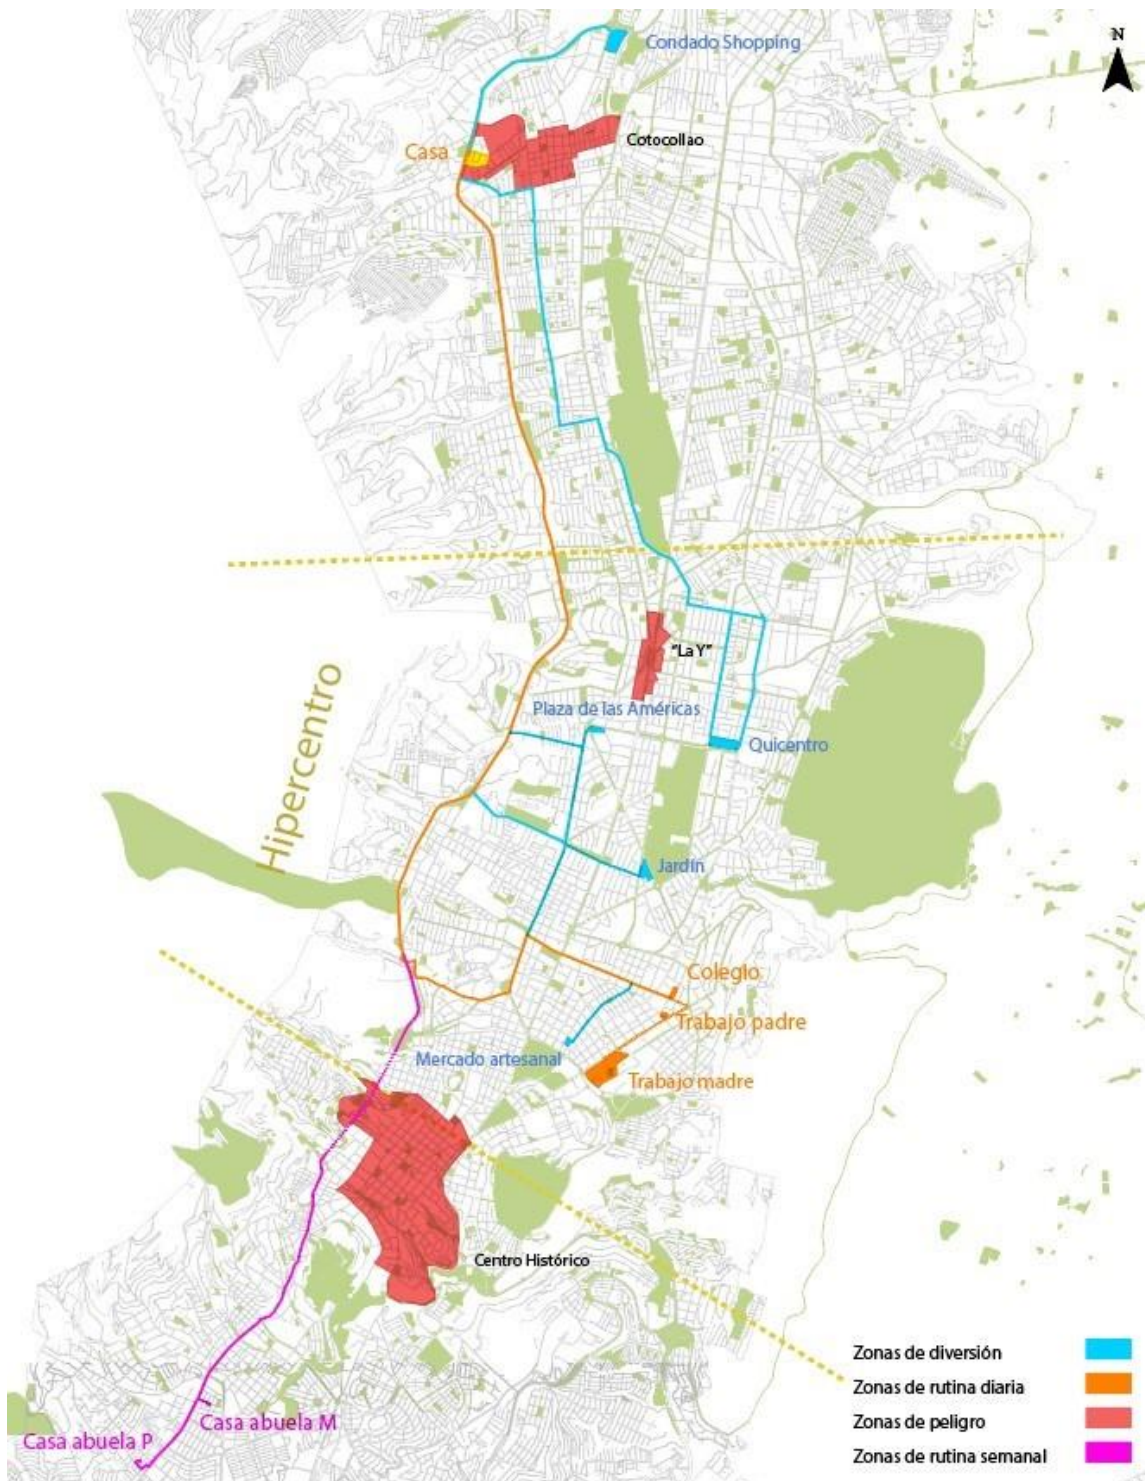 N
Condado Shopping
Cotocollao
Casa
"La Y"
Hipercentro
Plaza de las Américas
Quicentro
Jardín
Colegio
Trabajo padre
Mercado artesanal
Trabajo madre
Centro Histórico
Zonas de diversión
Zonas de rutina diaria
Casa abuela M
Zonas de peligro
Casa abuela P
Zonas de rutina semanal